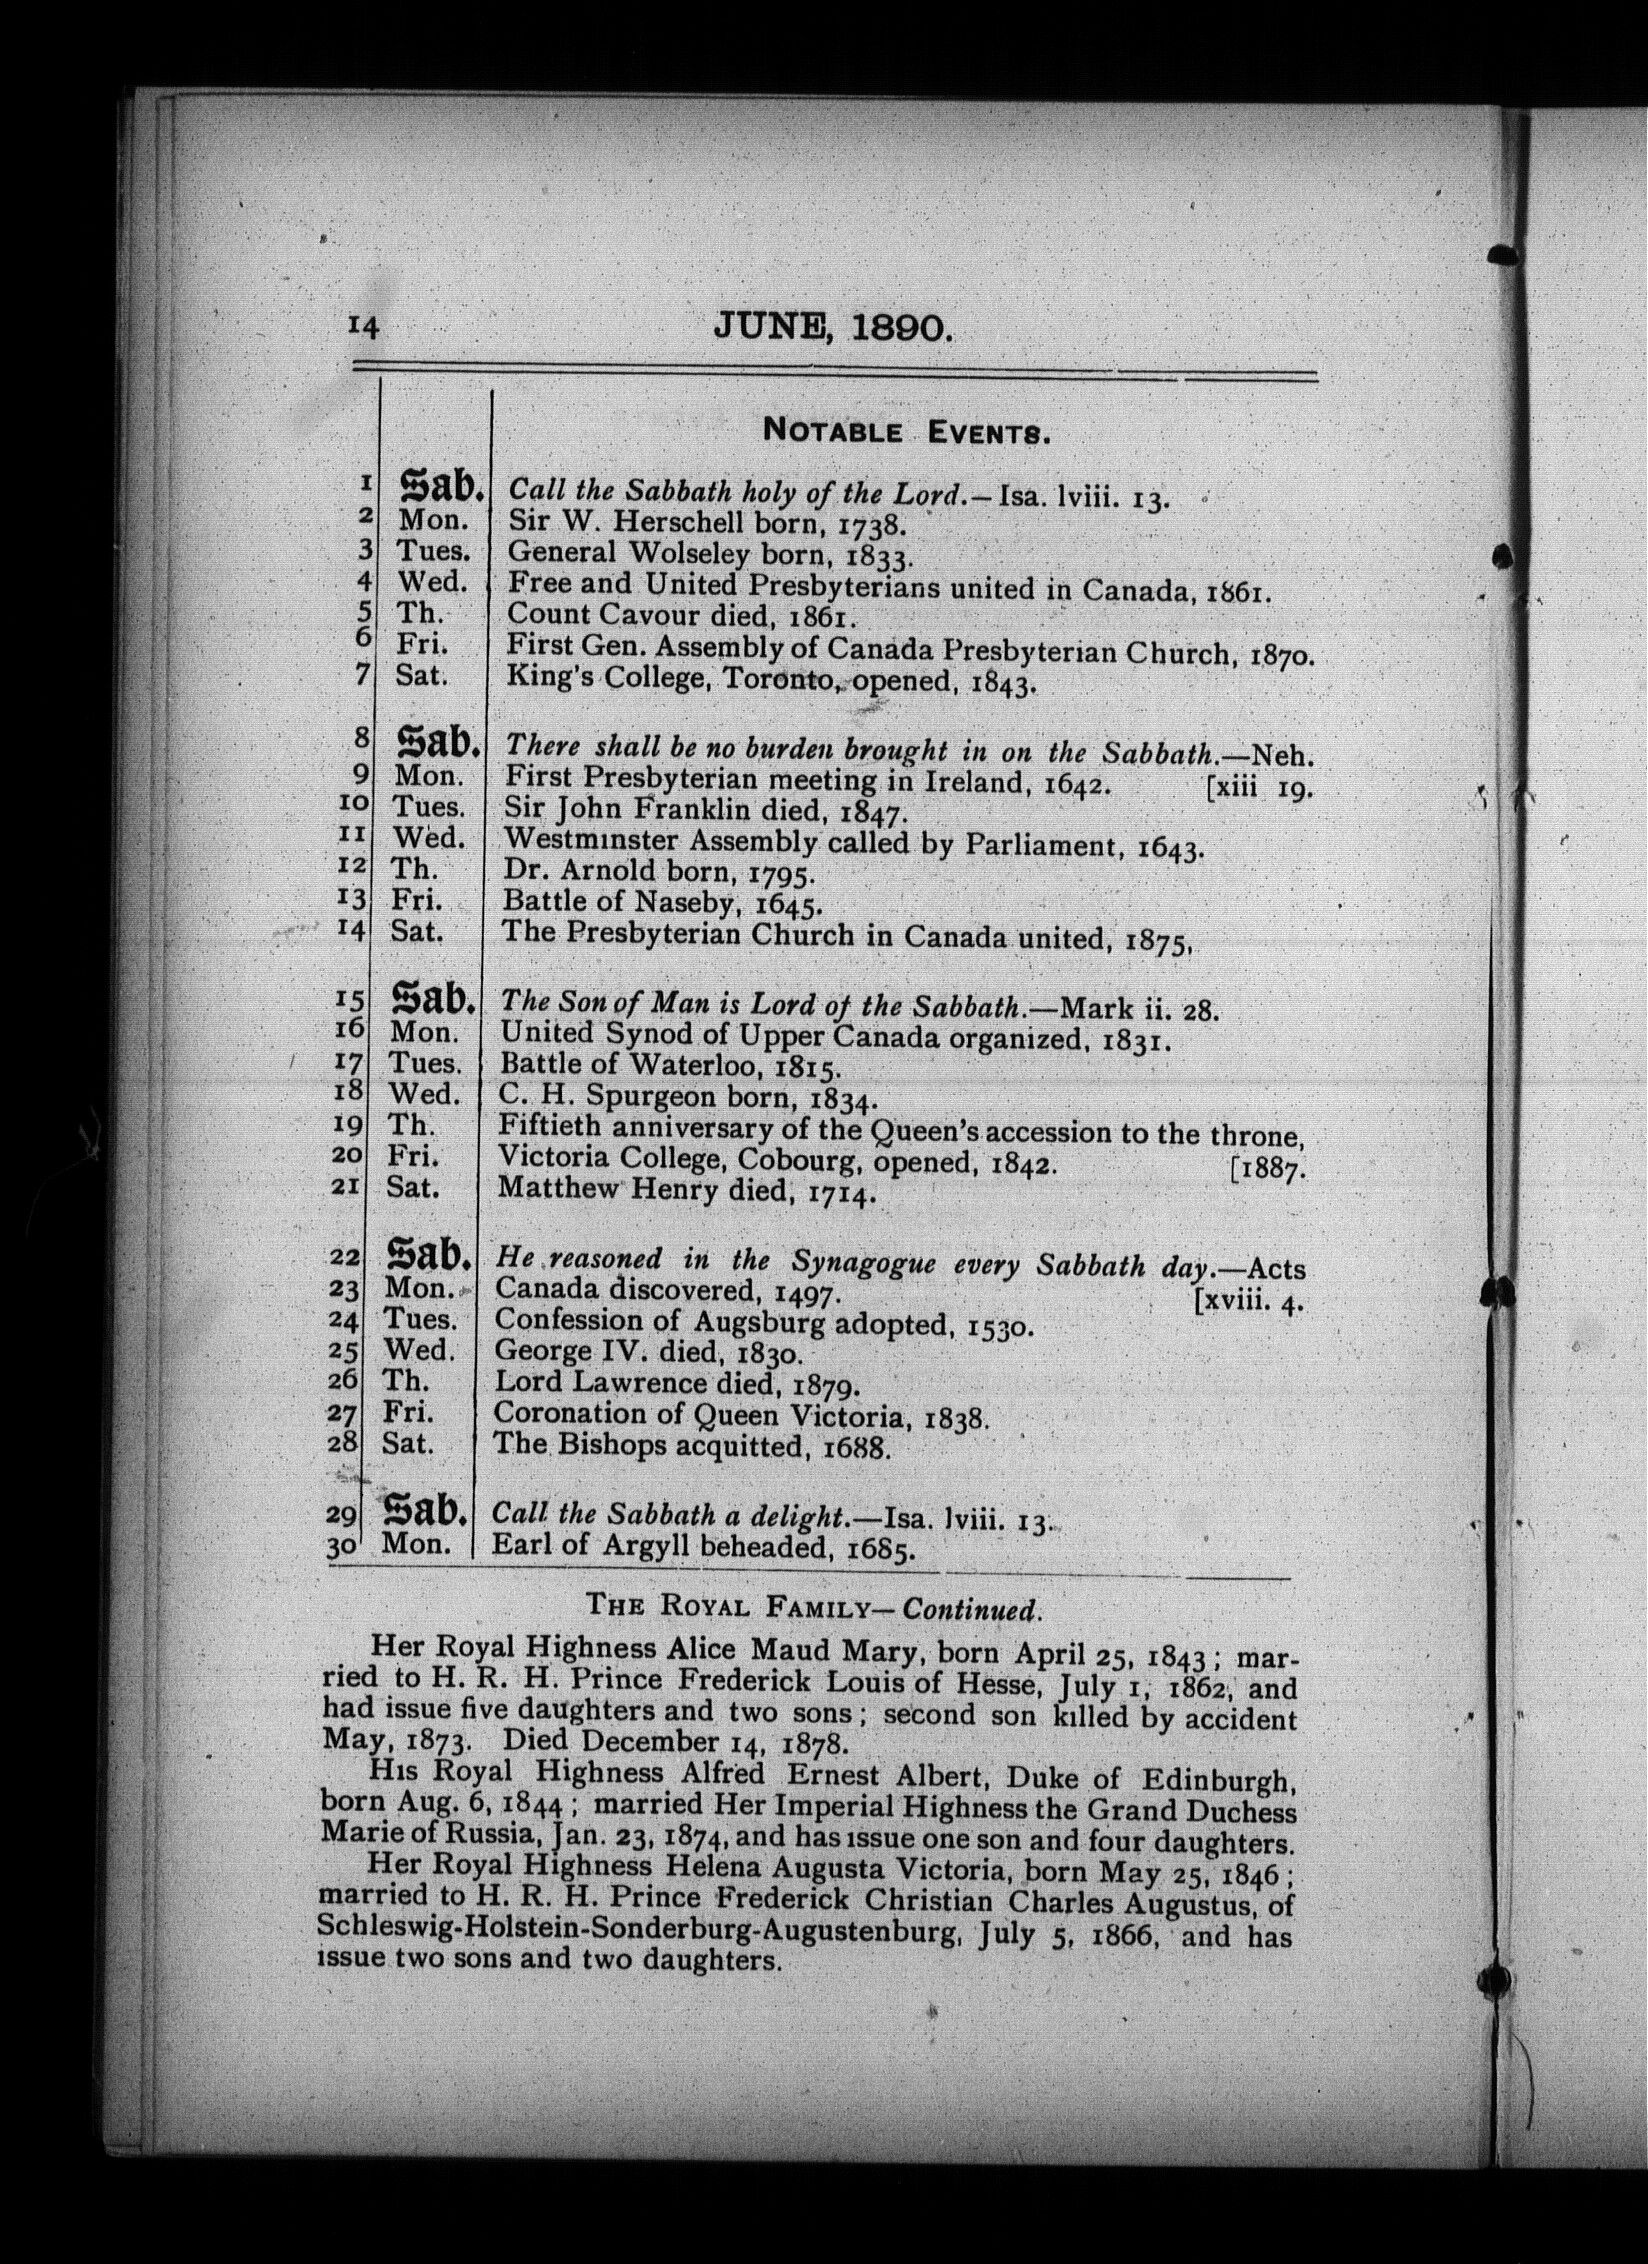 14 JUNE, 1890.
NOTABLE EVENTS.
1 Sab. Call the Sabbath holy of the Lord.—Isa. lviii. 13.
2 Mon. Sir W. Herschell born, 1738.
3 Tues. General Wolseley born, 1833.
4 Wed. Free and United Presbyterians united in Canada, 1861.
5 Th. Count Cavour died, 1861.
6 Fri. First Gen. Assembly of Canada Presbyterian Church, 1870.
7 Sat. King's College, Toronto, opened, 1843.
8 Sab. There shall be no burden brought in on the Sabbath.—Neh.
9 Mon. First Presbyterian meeting in Ireland, 1642. [xiii 19.
10 Tues. Sir John Franklin died, 1847.
11 Wed. Westminster Assembly called by Parliament, 1643.
12 Th. Dr. Arnold born, 1795.
13 Fri. Battle of Naseby, 1645.
14 Sat. The Presbyterian Church in Canada united, 1875,
15 Sab. The Son of Man is Lord of the Sabbath.—Mark ii. 28.
16 Mon. United Synod of Upper Canada organized, 1831.
17 Tues. Battle of Waterloo, 1815.
18 Wed. C. H. Spurgeon born, 1834.
19 Th. Fiftieth anniversary of the Queen's accession to the throne,
20 Fri. Victoria College, Cobourg, opened, 1842. [1887.
21 Sat. Matthew Henry died, 1714.
22 Sab. He reasoned in the Synagogue every Sabbath day.—Acts
23 Mon. Canada discovered, 1497. [xviii. 4.
24 Tues. Confession of Augsburg adopted, 1530.
25 Wed. George IV. died, 1830.
26 Th. Lord Lawrence died, 1879.
27 Fri. Coronation of Queen Victoria, 1838.
28 Sat. The Bishops acquitted, 1688.
29 Sab. Call the Sabbath a delight.—Isa. lviii. 13.
30 Mon. Earl of Argyll beheaded, 1685.
THE ROYAL FAMILY—Continued.
Her Royal Highness Alice Maud Mary, born April 25, 1843; mar-
ried to H. R. H. Prince Frederick Louis of Hesse, July 1, 1862, and
had issue five daughters and two sons; second son killed by accident
May, 1873. Died December 14, 1878.
His Royal Highness Alfred Ernest Albert, Duke of Edinburgh,
born Aug. 6, 1844; married Her Imperial Highness the Grand Duchess
Marie of Russia, Jan. 23, 1874, and has issue one son and four daughters.
Her Royal Highness Helena Augusta Victoria, born May 25, 1846;
married to H. R. H. Prince Frederick Christian Charles Augustus, of
Schleswig-Holstein-Sonderburg-Augustenburg, July 5, 1866, and has
issue two sons and two daughters.